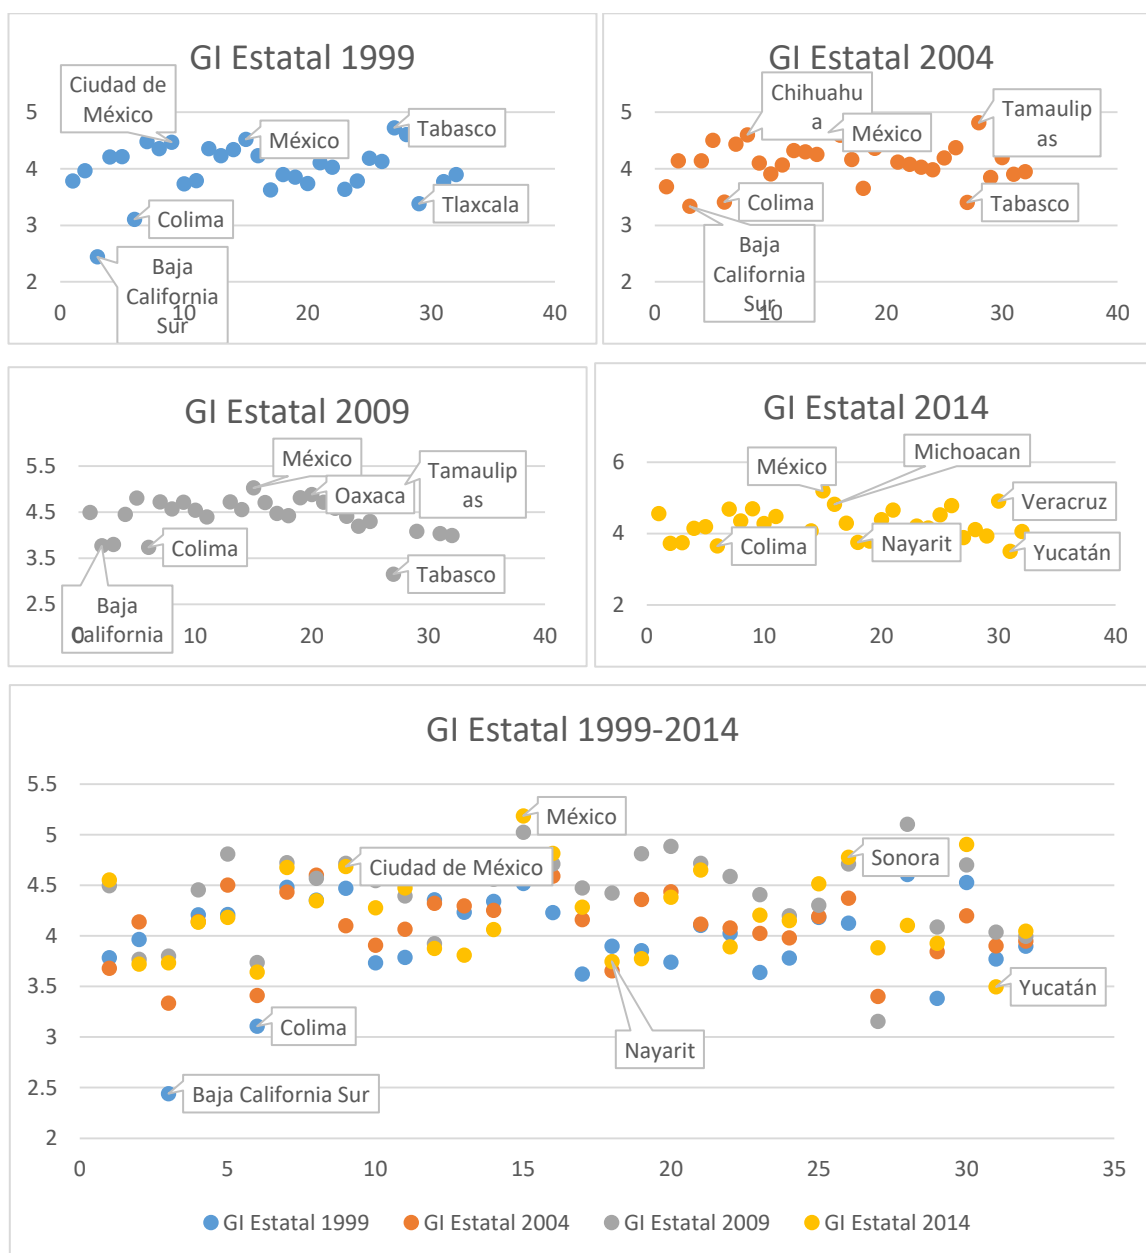 GI Estatal 1999
Ciudad de
México
México
Tabasco
Colima
Tlaxcala
Baja
California
Sur
5
4
3
2
0
10
20
30
40
GI Estatal 2004
Chihuahu
a
México
Tamaulip
as
Colima
Tabasco
Baja
California
Sur
5
4
3
2
0
10
20
30
40
GI Estatal 2009
México
Oaxaca
Tamaulip
as
Colima
Tabasco
Baja
California
5.5
4.5
3.5
2.5
0
10
20
30
40
GI Estatal 2014
México
Michoacan
Veracruz
Colima
Nayarit
Yucatán
6
4
2
0
10
20
30
40
GI Estatal 1999-2014
5.5
5
4.5
4
3.5
3
2.5
2
México
Ciudad de México
Sonora
Yucatán
Colima
Nayarit
Baja California Sur
0
5
10
15
20
25
30
35
GI Estatal 1999
GI Estatal 2004
GI Estatal 2009
GI Estatal 2014